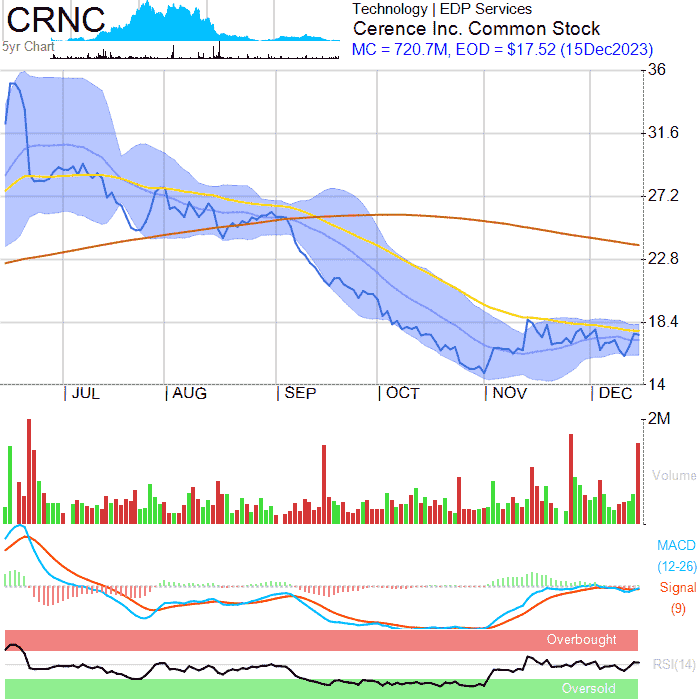 CRNC
5yr Chart
Technology | EDP Services
Cerence Inc. Common Stock
MC = 720.7M, EOD = $17.52 (15Dec2023)
36
31.6
27.2
22.8
18.4
14
JUL AUG SEP OCT NOV DEC
2M
Volume
MACD
(12-26)
Signal
(9)
Overbought
RSI(14)
Oversold